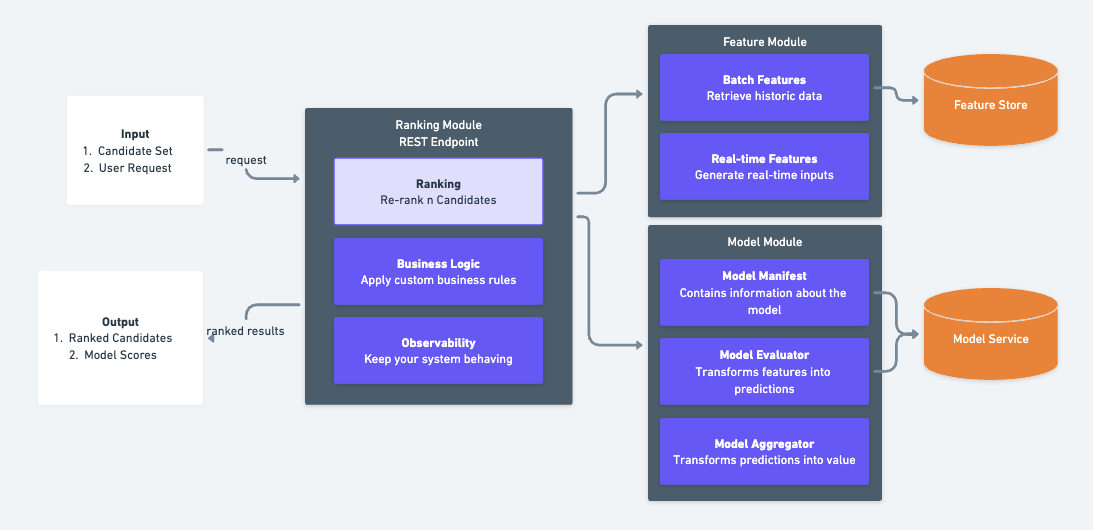 Input
1. Candidate Set
2. User Request
request
Output
1. Ranked Candidates
2. Model Scores
ranked results
Ranking Module
REST Endpoint
Ranking
Re-rank n Candidates
Business Logic
Apply custom business rules
Observability
Keep your system behaving
Feature Module
Batch Features
Retrieve historic data
Real-time Features
Generate real-time inputs
Feature Store
Model Module
Model Manifest
Contains information about the
model
Model Evaluator
Transforms features into
predictions
Model Aggregator
Transforms predictions into value
Model Service